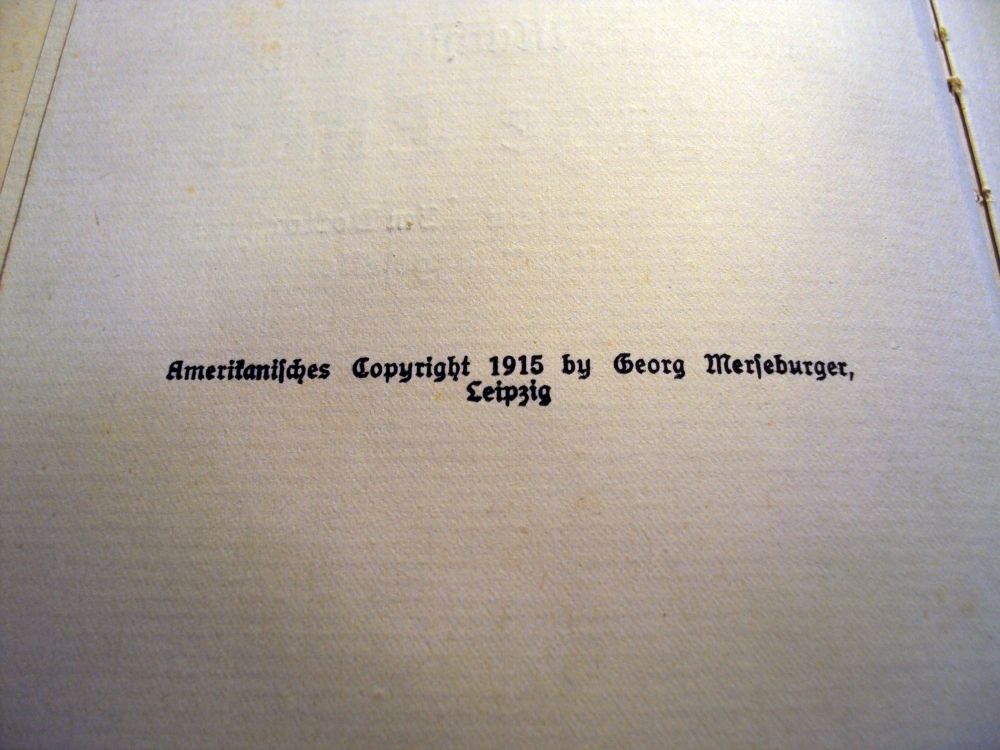 Amerikaniſches Copyright 1915 by Georg Merſeburger,
Leipzig